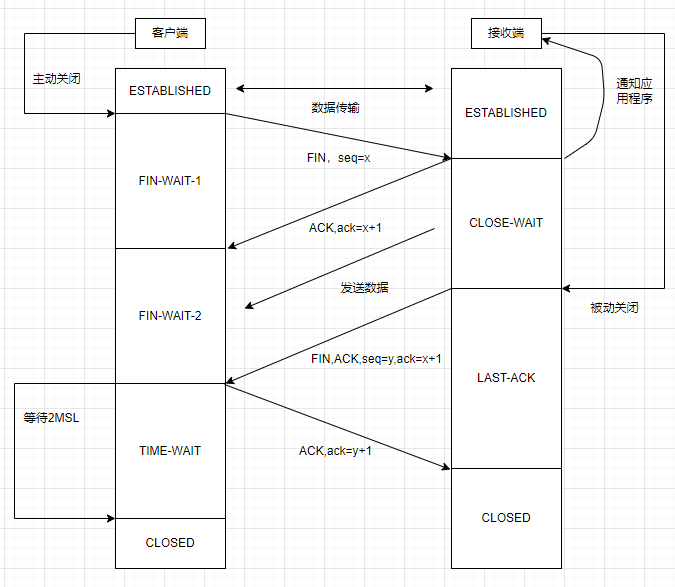 客户端
接收端
主动关闭
通知应
用程序
ESTABLISHED
数据传输
ESTABLISHED
FIN，seq=x
FIN-WAIT-1
ACK,ack=x+1
CLOSE-WAIT
发送数据
被动关闭
FIN-WAIT-2
FIN,ACK,seq=y,ack=x+1
LAST-ACK
等待2MSL
TIME-WAIT
ACK,ack=y+1
CLOSED
CLOSED